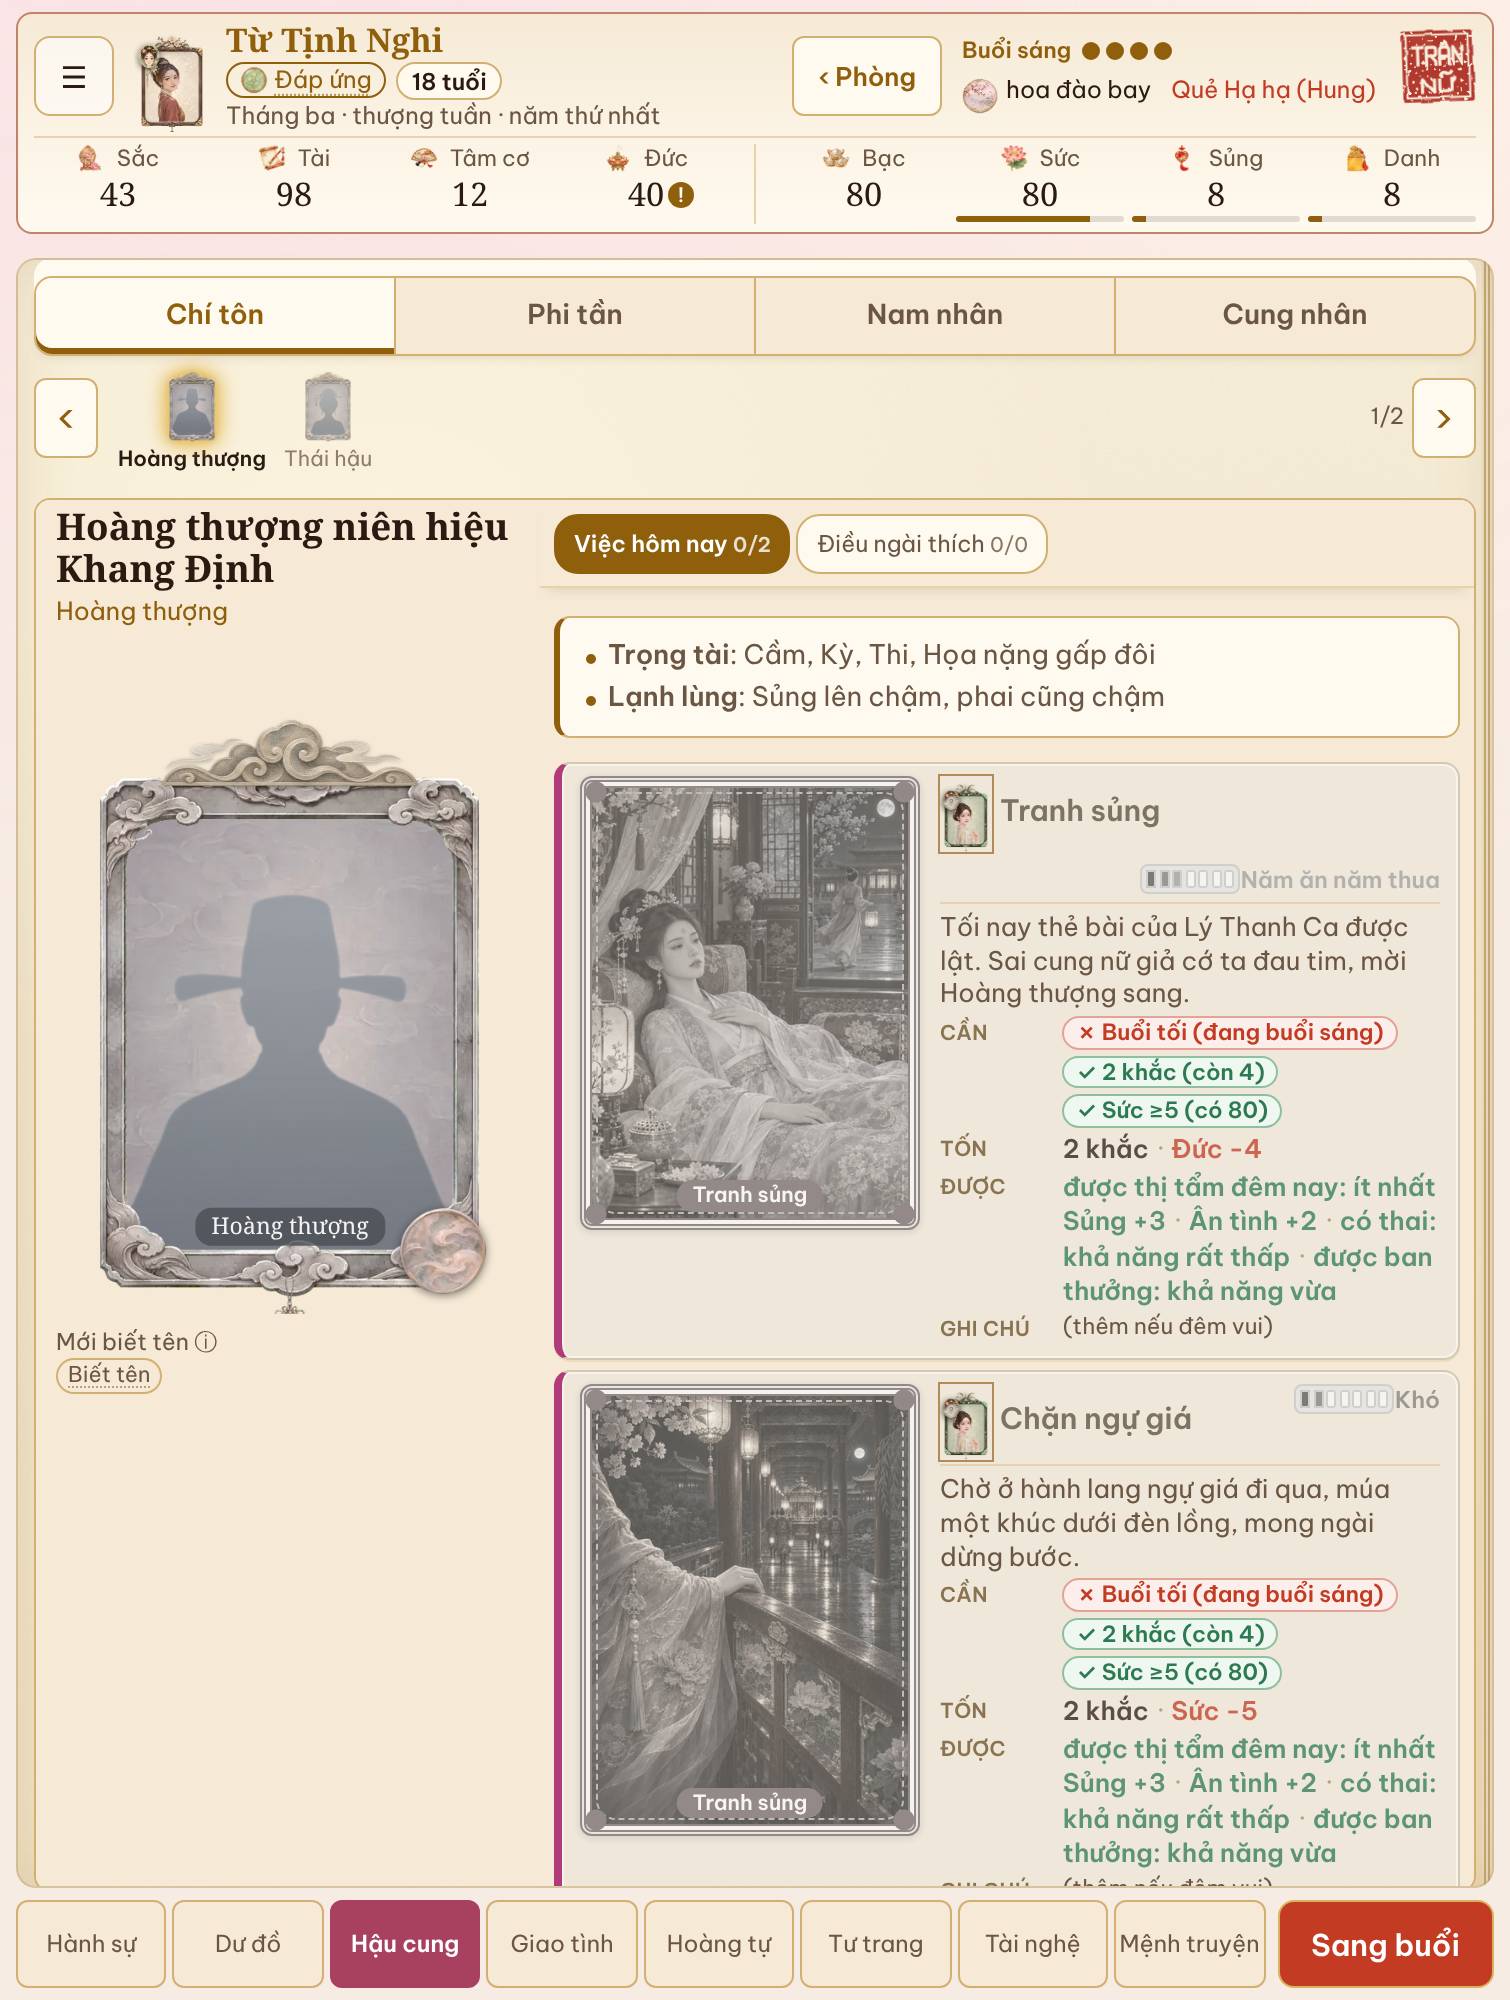 Từ Tịnh Nghi
Đáp ứng
18 tuổi
Tháng ba · thượng tuần · năm thứ nhất
‹ Phòng
Buổi sáng
hoa đào bay
Quẻ Hạ hạ (Hung)
TRÂN
NỮ
Sắc
43
Tài
98
Tâm cơ
12
Đức
40 !
Bạc
80
Sức
80
Sủng
8
Danh
8
Chí tôn
Phi tần
Nam nhân
Cung nhân
Hoàng thượng
Thái hậu
1/2
Hoàng thượng niên hiệu
Khang Định
Hoàng thượng
Hoàng thượng
Mới biết tên ⓘ
Biết tên
Việc hôm nay 0/2
Điều ngài thích 0/0
• Trọng tài: Cầm, Kỳ, Thi, Họa nặng gấp đôi
• Lạnh lùng: Sủng lên chậm, phai cũng chậm
Tranh sủng
Tranh sủng
Năm ăn năm thua
Tối nay thẻ bài của Lý Thanh Ca được
lật. Sai cung nữ giả cớ ta đau tim, mời
Hoàng thượng sang.
CẦN
× Buổi tối (đang buổi sáng)
✓ 2 khắc (còn 4)
✓ Sức ≥5 (có 80)
TỐN
2 khắc · Đức -4
ĐƯỢC
được thị tẩm đêm nay: ít nhất
Sủng +3 · Ân tình +2 · có thai:
khả năng rất thấp · được ban
thưởng: khả năng vừa
GHI CHÚ
(thêm nếu đêm vui)
Tranh sủng
Chặn ngự giá
Khó
Chờ ở hành lang ngự giá đi qua, múa
một khúc dưới đèn lồng, mong ngài
dừng bước.
CẦN
× Buổi tối (đang buổi sáng)
✓ 2 khắc (còn 4)
✓ Sức ≥5 (có 80)
TỐN
2 khắc · Sức -5
ĐƯỢC
được thị tẩm đêm nay: ít nhất
Sủng +3 · Ân tình +2 · có thai:
khả năng rất thấp · được ban
thưởng: khả năng vừa
GHI CHÚ
(thêm nếu đêm vui)
Hành sự
Dư đồ
Hậu cung
Giao tình
Hoàng tự
Tư trang
Tài nghệ
Mệnh truyện
Sang buổi